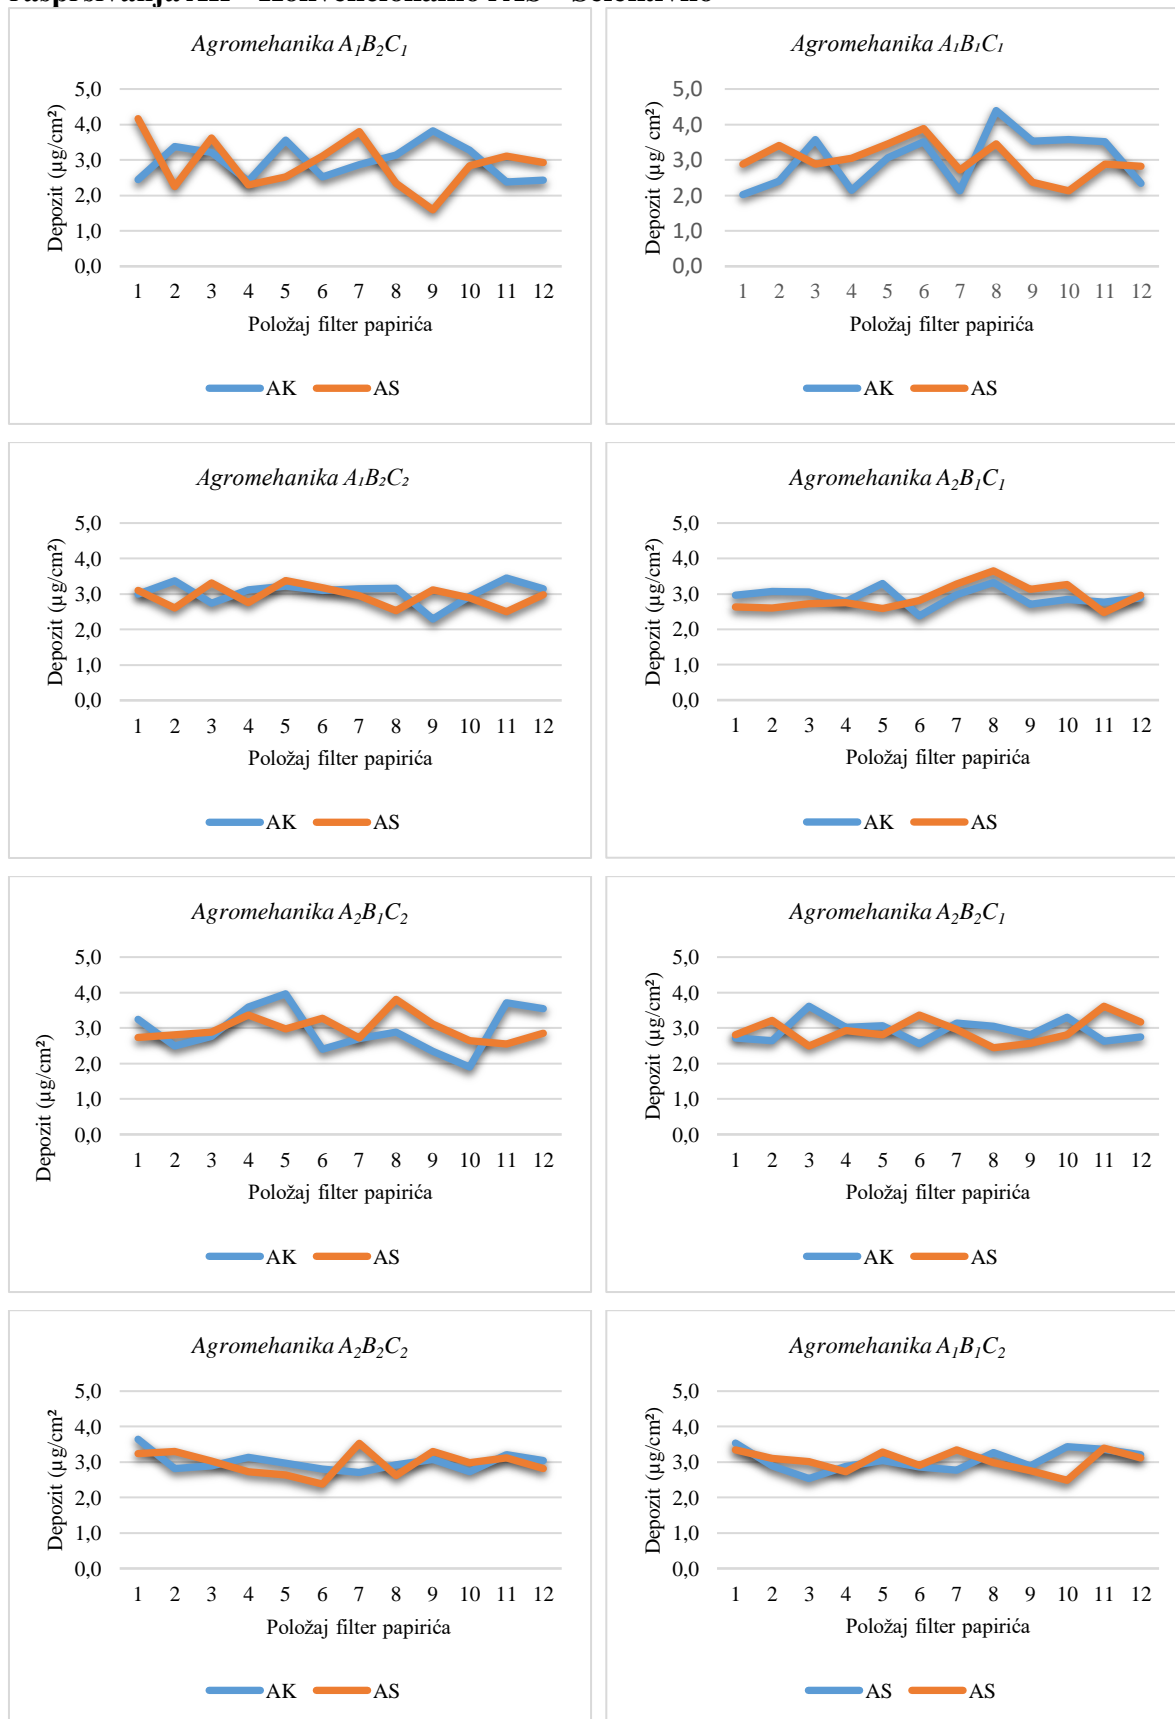 Agromehanika A₁B₂C₁
5,0
4,0
3,0
2,0
1,0
0,0
Depozit (µg/cm²)
1 2 3 4 5 6 7 8 9 10 11 12
Položaj filter papirića
AK AS
Agromehanika A₁B₁C₁
5,0
4,0
3,0
2,0
1,0
0,0
Depozit (µg/ cm²)
1 2 3 4 5 6 7 8 9 10 11 12
Položaj filter papirića
AK AS
Agromehanika A₁B₂C₂
5,0
4,0
3,0
2,0
1,0
0,0
Depozit (µg/cm²)
1 2 3 4 5 6 7 8 9 10 11 12
Položaj filter papirića
AK AS
Agromehanika A₂B₁C₁
5,0
4,0
3,0
2,0
1,0
0,0
Depozit (µg/cm²)
1 2 3 4 5 6 7 8 9 10 11 12
Položaj filter papirića
AK AS
Agromehanika A₂B₁C₂
5,0
4,0
3,0
2,0
1,0
0,0
Depozit (µg/cm²)
1 2 3 4 5 6 7 8 9 10 11 12
Položaj filter papirića
AK AS
Agromehanika A₂B₂C₁
5,0
4,0
3,0
2,0
1,0
0,0
Depozit (µg/cm²)
1 2 3 4 5 6 7 8 9 10 11 12
Položaj filter papirića
AK AS
Agromehanika A₂B₂C₂
5,0
4,0
3,0
2,0
1,0
0,0
Depozit (µg/cm²
1 2 3 4 5 6 7 8 9 10 11 12
Položaj filter papirića
AK AS
Agromehanika A₁B₁C₂
5,0
4,0
3,0
2,0
1,0
0,0
Depozit (µg/cm²)
1 2 3 4 5 6 7 8 9 10 11 12
Položaj filter papirića
AS AS